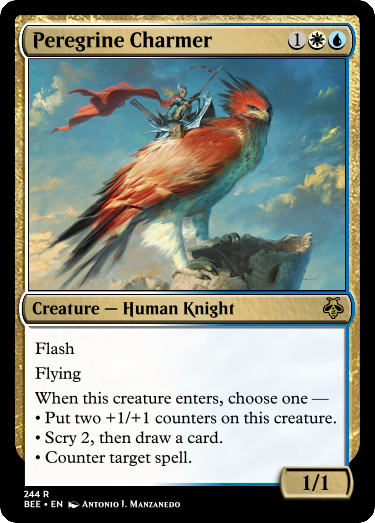 Peregrine Charmer 1
Creature — Human Knight
Flash
Flying
When this creature enters, choose one —
• Put two +1/+1 counters on this creature.
• Scry 2, then draw a card.
• Counter target spell.
1/1
244 R
BEE • EN Antonio J. Manzanedo